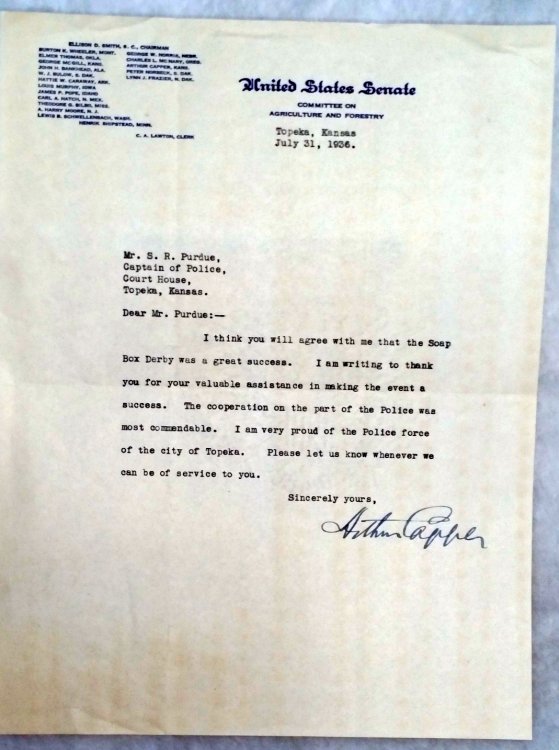 ELLISON D. SMITH, S. C., CHAIRMAN
BURTON K. WHEELER, MONT.
ELMER THOMAS, OKLA.
GEORGE MCGILL, KANS.
JOHN H. BANKHEAD, ALA.
W. J. BULOW, S. DAK.
HATTIE W. CARAWAY, ARK.
LOUIS MURPHY, IOWA
JAMES P. POPE, IDAHO
CARL A. HATCH, N. MEX.
THEODORE G. BILBO, MISS.
A. HARRY MOORE, N. J.
LEWIS B. SCHWELLENBACH, WASH.
GEORGE W. NORRIS, NEBR.
CHARLES L. MC NARY, OREG.
ARTHUR CAPPER, KANS.
PETER NORBECK, S. DAK.
LYNN J. FRAZIER, N. DAK.
HENRIK SHIPSTEAD, MINN.
C. A. LAWTON, CLERK
United States Senate
COMMITTEE ON
AGRICULTURE AND FORESTRY
Topeka, Kansas
July 31, 1936.
Mr. S. R. Purdue,
Captain of Police,
Court House,
Topeka, Kansas.
Dear Mr. Purdue:—
I think you will agree with me that the Soap
Box Derby was a great success. I am writing to thank
you for your valuable assistance in making the event a
success. The cooperation on the part of the Police was
most commendable. I am very proud of the Police force
of the city of Topeka. Please let us know whenever we
can be of service to you.
Sincerely yours,
Arthur Capper